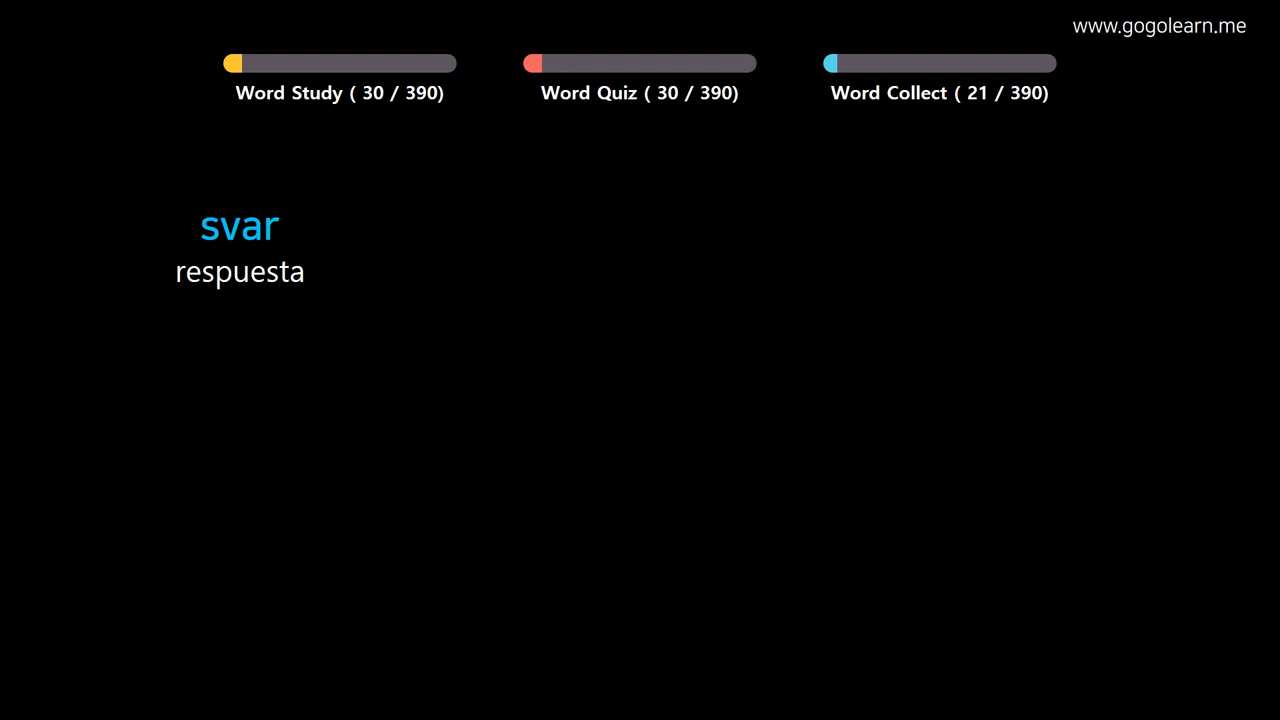 www.gogolearn.me
Word Study ( 30 / 390)
Word Quiz ( 30 / 390)
Word Collect ( 21 / 390)
svar
respuesta